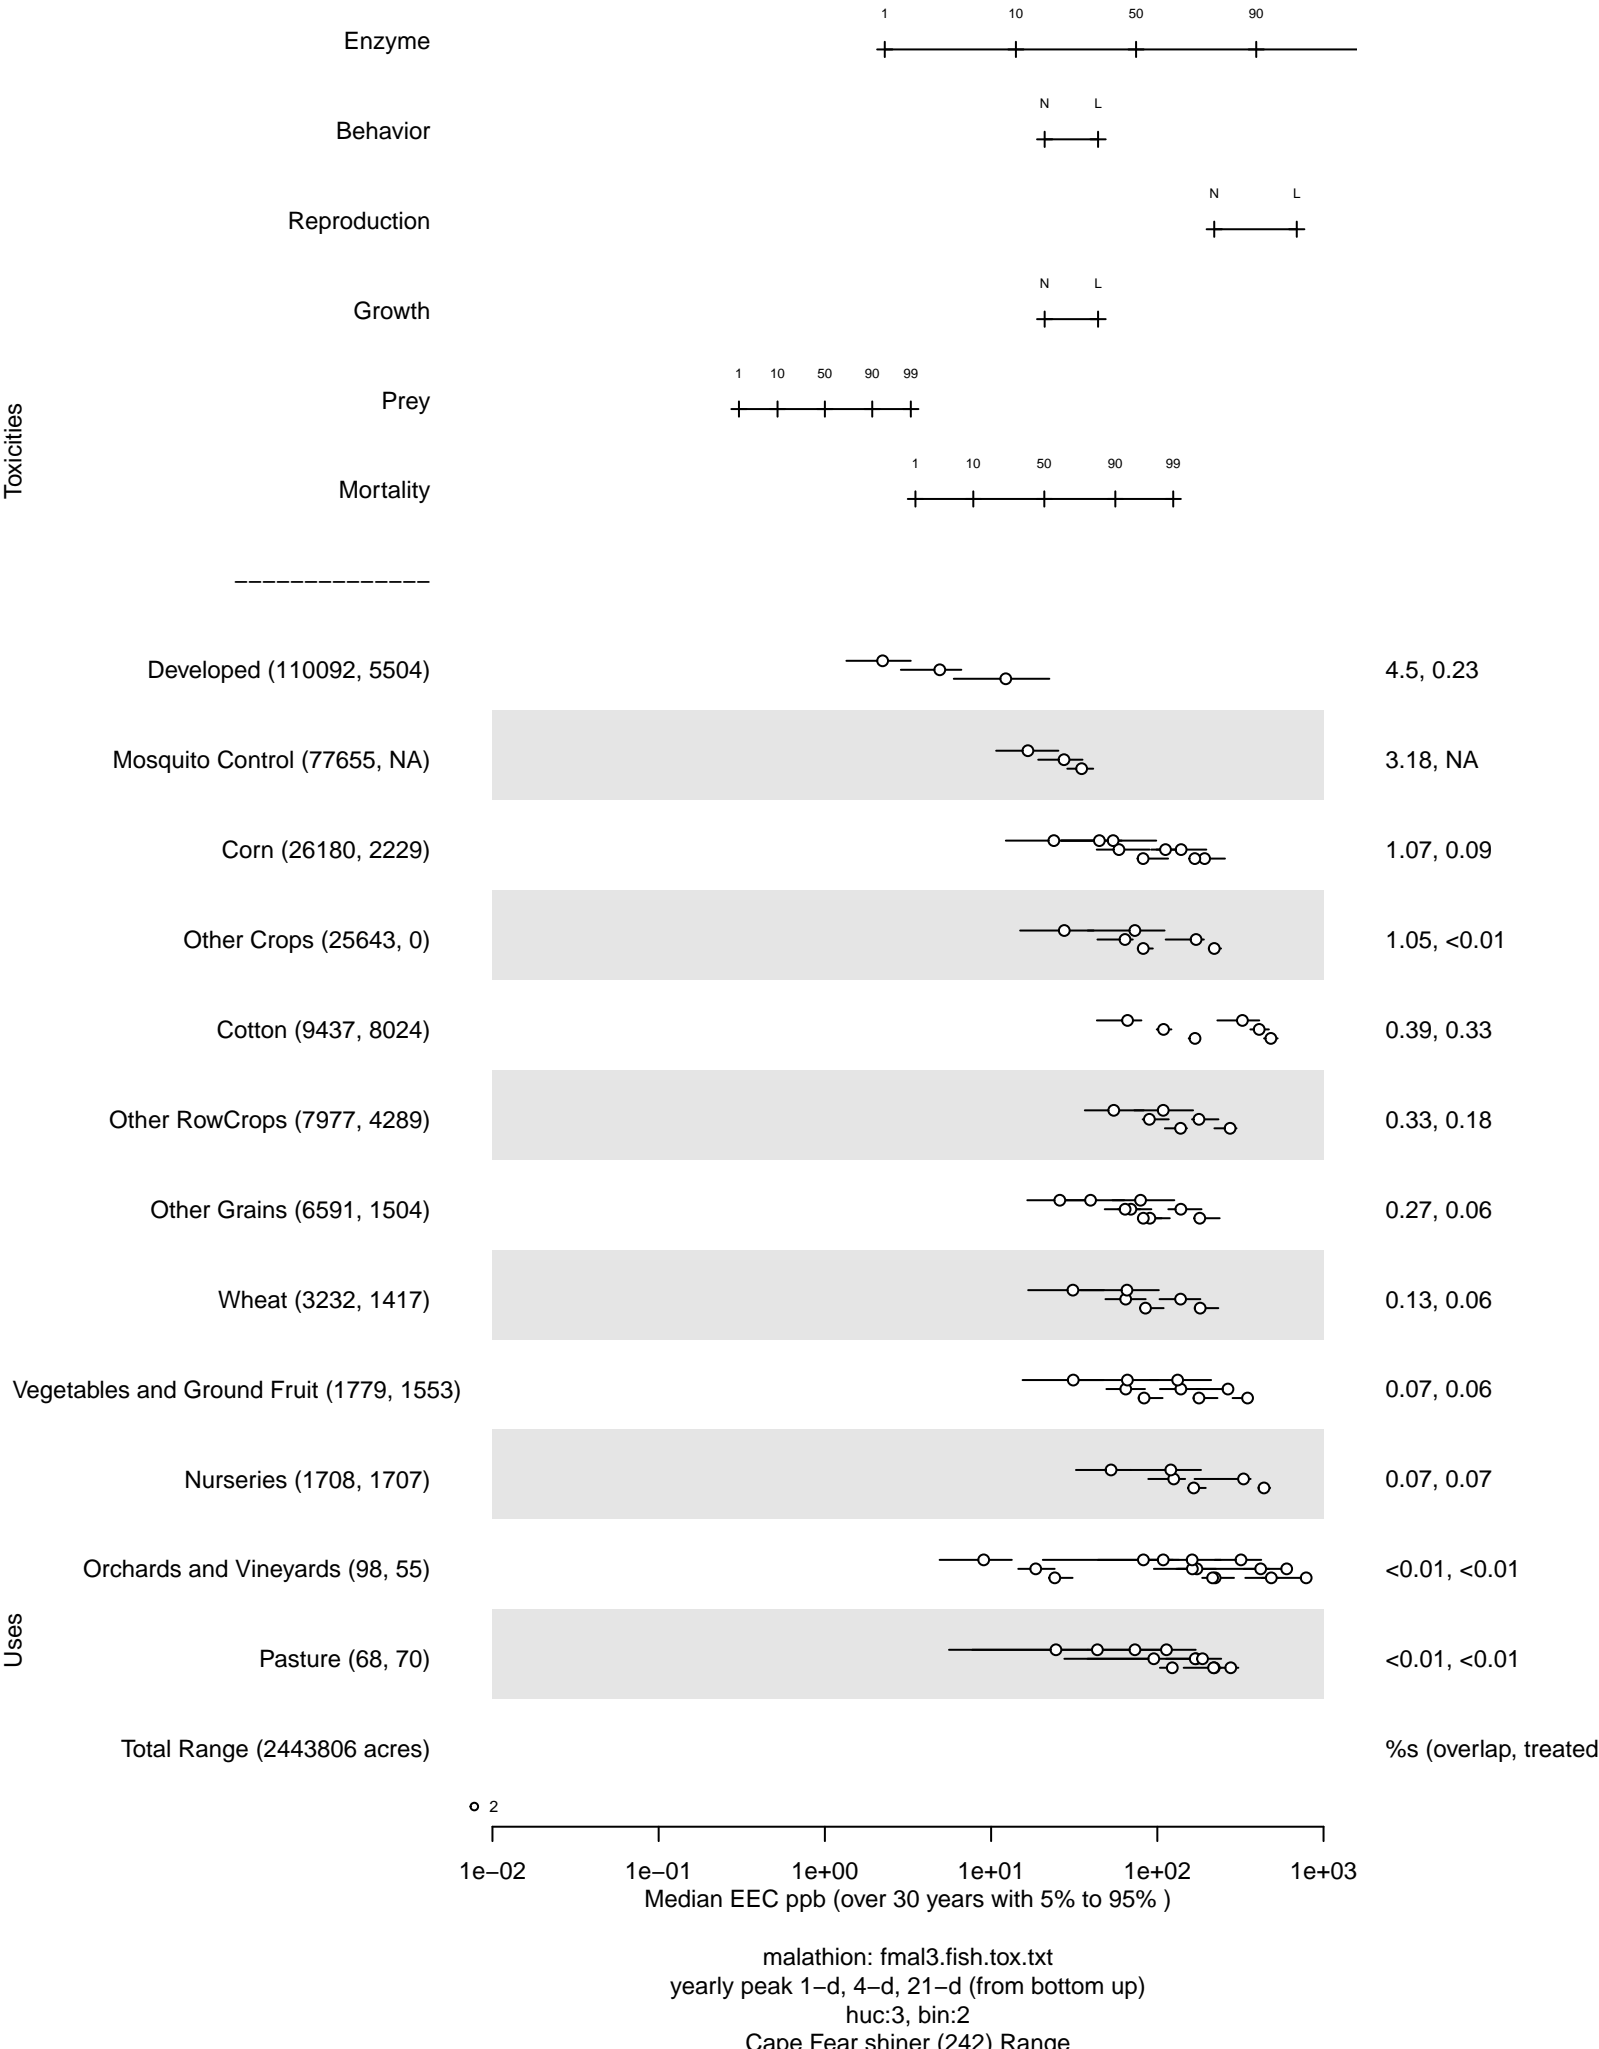 1 10 50 90
Enzyme
N L
Behavior
N L
Reproduction
N L
Growth
1 10 50 90 99
Prey
Toxicities
1 10 50 90 99
Mortality
−−−−−−−−−−−−−−
Developed (110092, 5504) 4.5, 0.23
Mosquito Control (77655, NA) 3.18, NA
Corn (26180, 2229) 1.07, 0.09
Other Crops (25643, 0) 1.05, <0.01
Cotton (9437, 8024) 0.39, 0.33
Other RowCrops (7977, 4289) 0.33, 0.18
Other Grains (6591, 1504) 0.27, 0.06
Wheat (3232, 1417) 0.13, 0.06
Vegetables and Ground Fruit (1779, 1553) 0.07, 0.06
Nurseries (1708, 1707) 0.07, 0.07
Orchards and Vineyards (98, 55) <0.01, <0.01
Uses
Pasture (68, 70) <0.01, <0.01
Total Range (2443806 acres) %s (overlap, treated
2
1e−02 1e−01 1e+00 1e+01 1e+02 1e+03
Median EEC ppb (over 30 years with 5% to 95% )
malathion: fmal3.fish.tox.txt
yearly peak 1−d, 4−d, 21−d (from bottom up)
huc:3, bin:2
Cape Fear shiner (242) Range